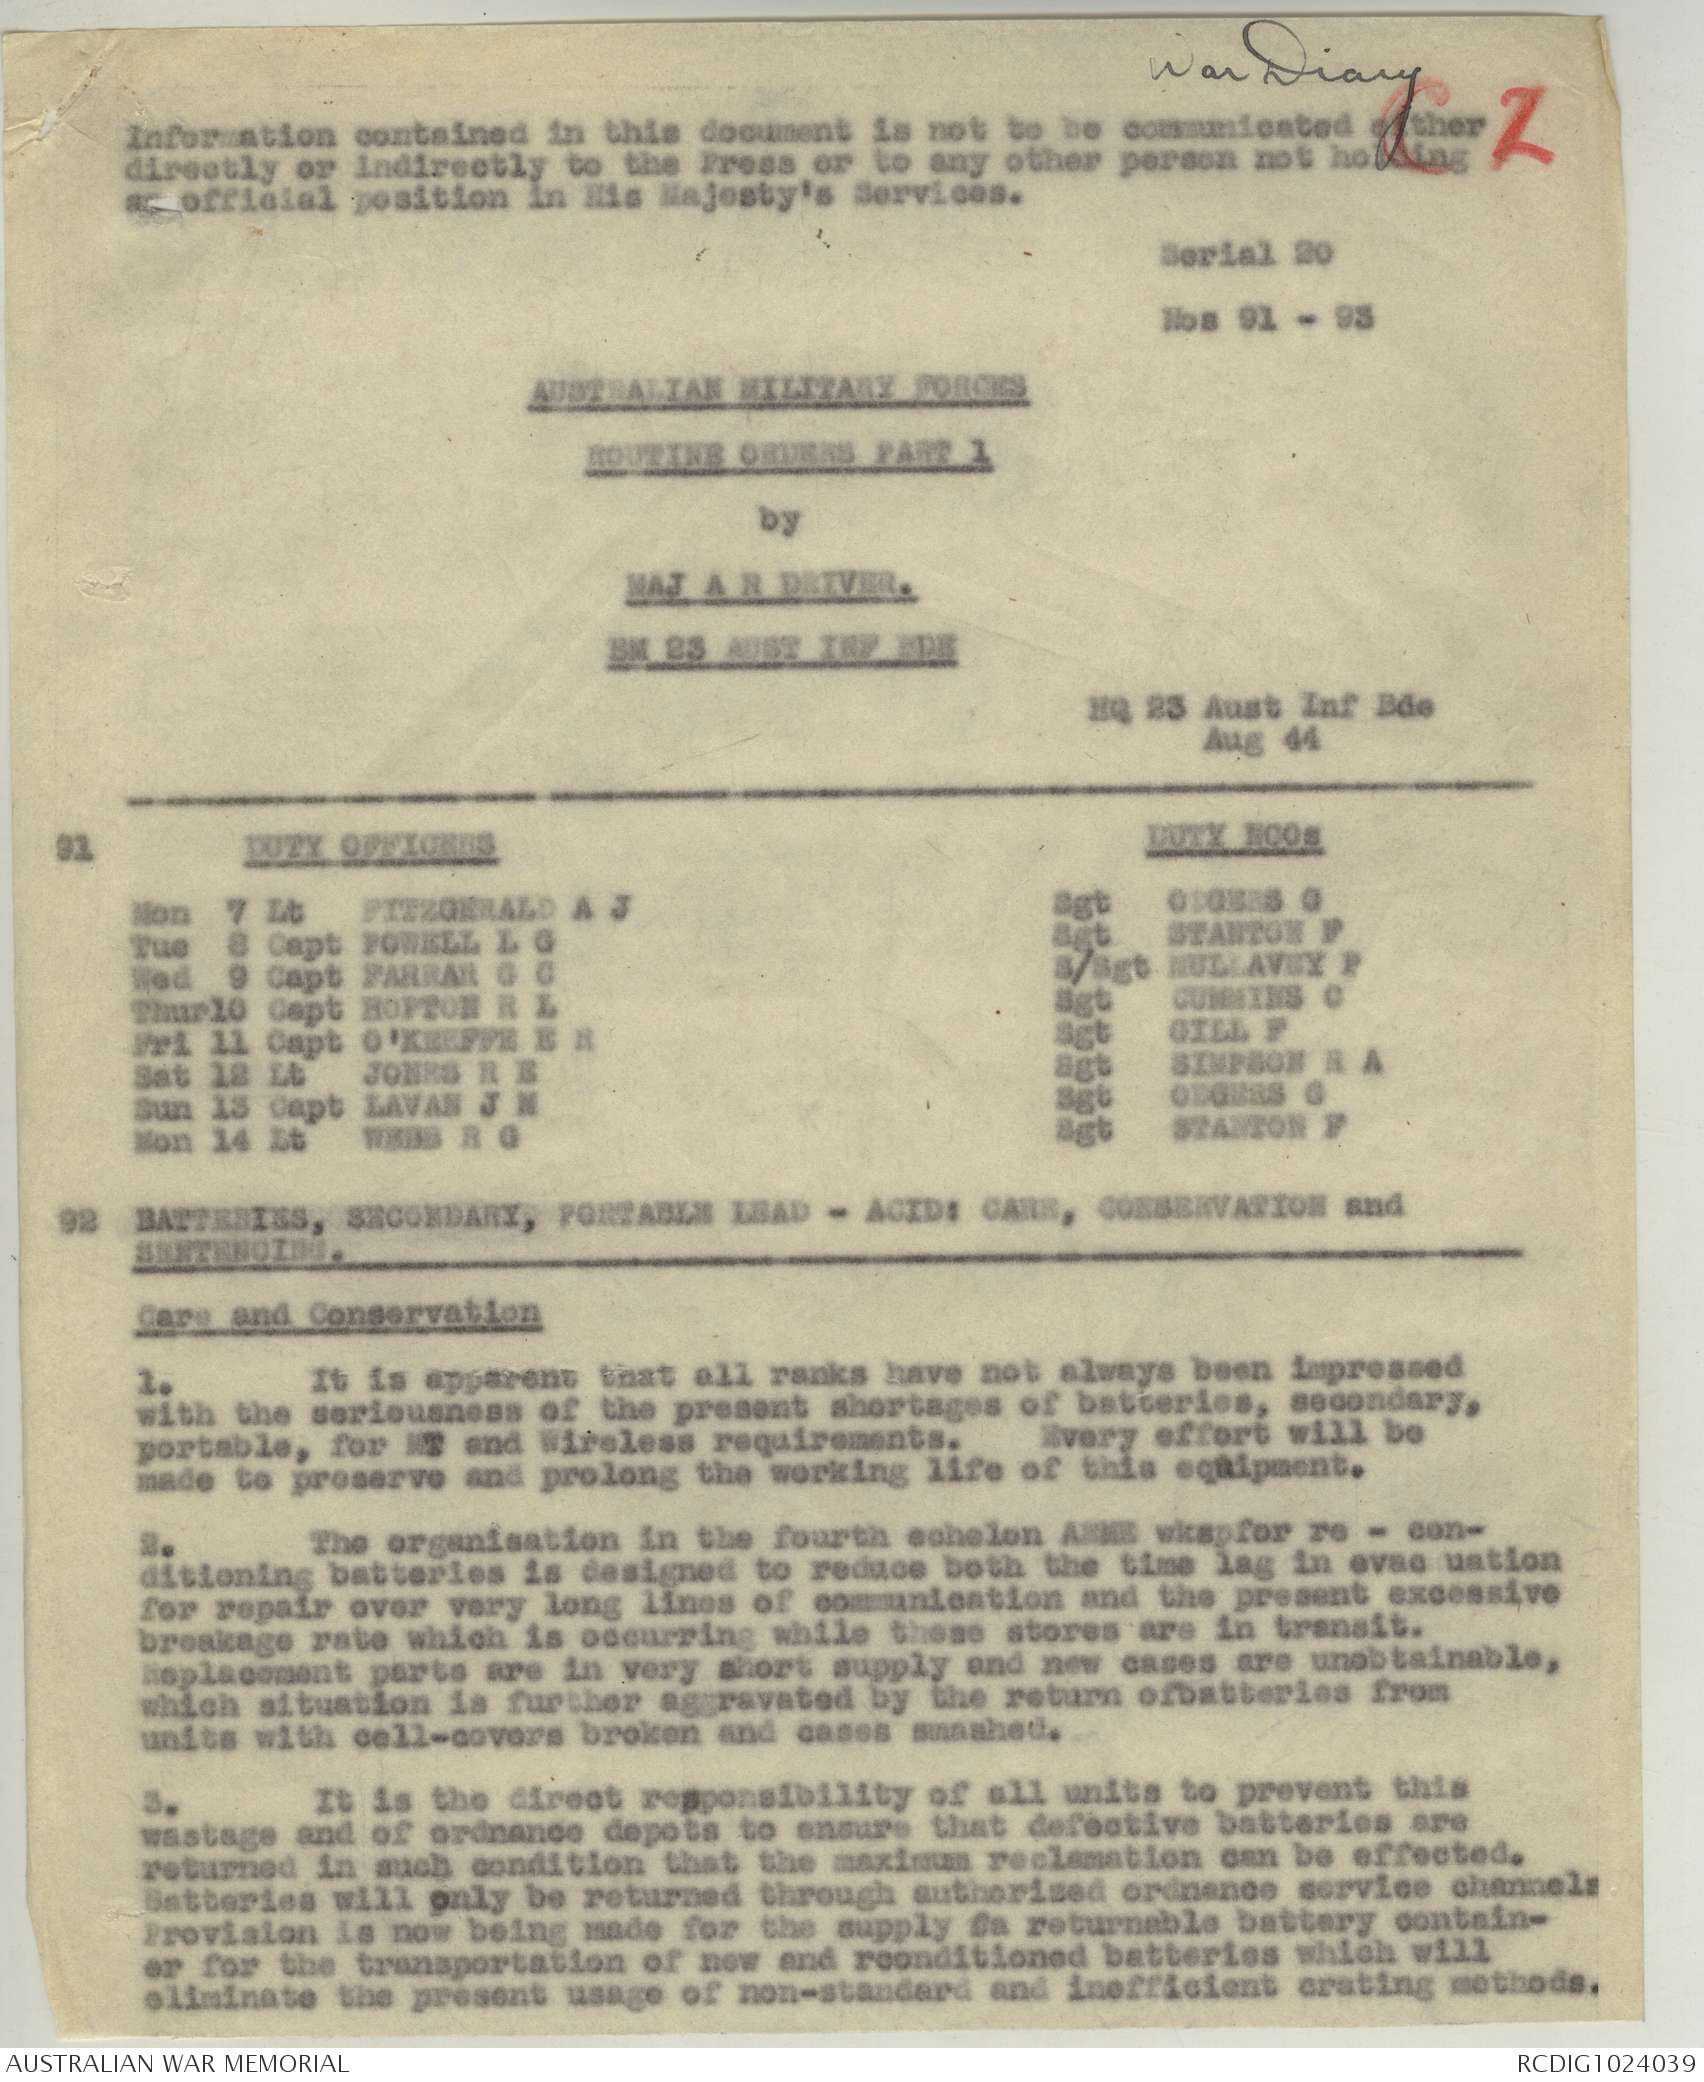 War Diary
C 2
Information contained in this document is not to be communicated either
directly or indirectly to the Press or to any other person not holding
an official position in His Majesty's Services.
Serial 20
Nos 91 - 93
AUSTRALIAN MILITARY FORCES
ROUTINE ORDERS PART 1
by
MAJ A R DRIVER.
BM 23 AUST INF BDE
HQ 23 Aust Inf Bde
Aug 44
91 DUTY OFFICERS DUTY NCOs
Mon 7 Lt FITZGERALD A J Sgt ODGERS G
Tue 8 Capt POWELL L G Sgt STANTON F
Wed 9 Capt FARRAR G C S/Sgt MULLAVEY P
Thur10 Capt HOPTON R L Sgt CUMMINS C
Fri 11 Capt O'KEEFFE E R Sgt GILL F
Sat 12 Lt JONES R E Sgt SIMPSON R A
Sun 13 Capt LAVAN J M Sgt ODGERS G
Mon 14 Lt WEBB R G Sgt STANTON F
92 BATTERIES, SECONDARY, PORTABLE LEAD - ACID: CARE, CONSERVATION and
SENTENCING.
Care and Conservation
1. It is apparent that all ranks have not always been impressed
with the seriousness of the present shortages of batteries, secondary,
portable, for MT and Wireless requirements. Every effort will be
made to preserve and prolong the working life of this equipment.
2. The organisation in the fourth echelon AEME wkspfor re - con-
ditioning batteries is designed to reduce both the time lag in evac uation
for repair over very long lines of communication and the present excessive
breakage rate which is occurring while these stores are in transit.
Replacement parts are in very short supply and new cases are unobtainable,
which situation is further aggravated by the return ofbatteries from
units with cell-covers broken and cases smashed.
3. It is the direct responsibility of all units to prevent this
wastage and of ordnance depots to ensure that defective batteries are
returned in such condition that the maximum reclamation can be effected.
Batteries will only be returned through authorized ordnance service channels
Provision is now being made for the supply a returnable battery contain-
er for the transportation of new and rconditioned batteries which will
eliminate the present usage of non-standard and inefficient crating methods.
AUSTRALIAN WAR MEMORIAL
RCDIG1024039